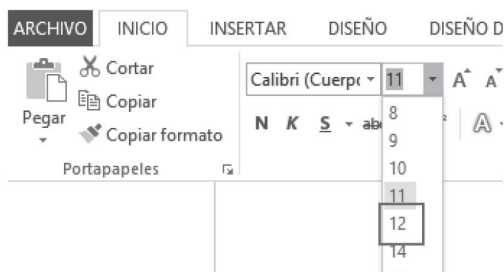 ARCHIVO INICIO INSERTAR DISEÑO DISEÑO D
Cortar
Copiar
Copiar formato
Pegar
Portapapeles
Calibri (Cuerpo 11 A A
N K S abc
A
8
9
10
11
12
14